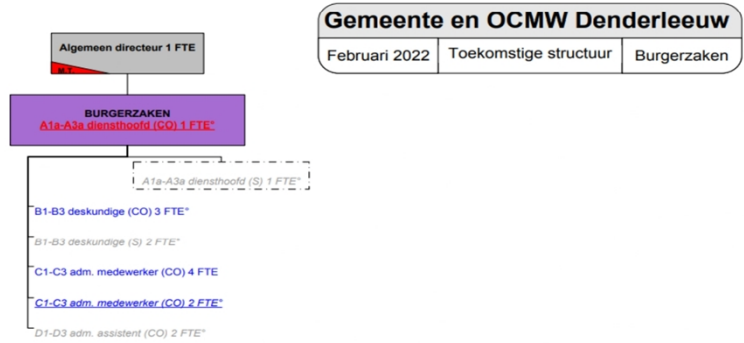 Gemeente en OCMW Denderleeuw
Februari 2022 Toekomstige structuur Burgerzaken
Algemeen directeur 1 FTE
M.T.
BURGERZAKEN
A1a-A3a diensthoofd (CO) 1 FTE°
A1a-A3a diensthoofd (S) 1 FTE°
B1-B3 deskundige (CO) 3 FTE°
B1-B3 deskundige (S) 2 FTE°
C1-C3 adm. medewerker (CO) 4 FTE
C1-C3 adm. medewerker (CO) 2 FTE°
D1-D3 adm. assistent (CO) 2 FTE°